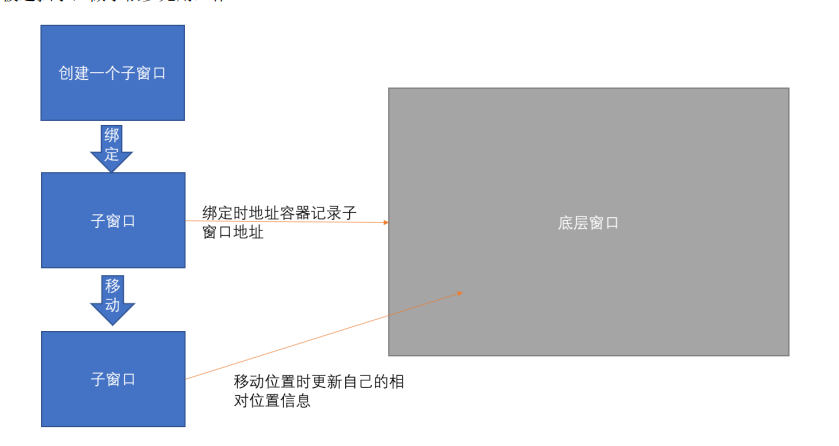 创建一个子窗口
绑
定
子窗口
绑定时地址容器记录子
窗口地址
底层窗口
移
动
子窗口
移动位置时更新自己的相
对位置信息